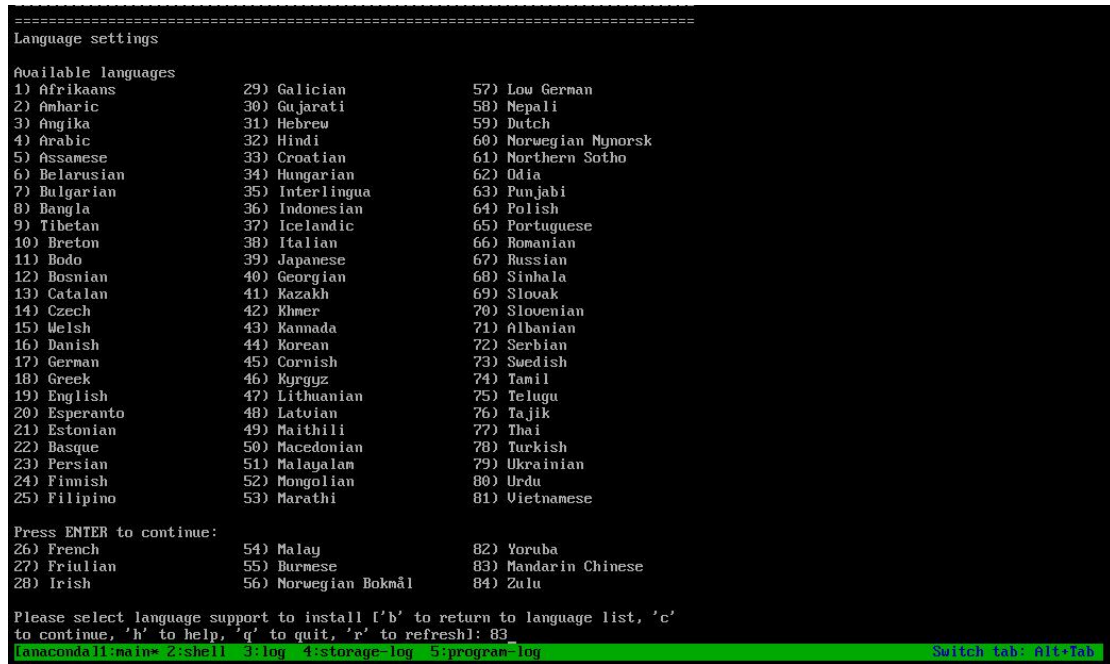 ================================================================================
Language settings
Available languages
1) Afrikaans 29) Galician 57) Low German
2) Amharic 30) Gujarati 58) Nepali
3) Angika 31) Hebrew 59) Dutch
4) Arabic 32) Hindi 60) Norwegian Nynorsk
5) Assamese 33) Croatian 61) Northern Sotho
6) Belarusian 34) Hungarian 62) Odia
7) Bulgarian 35) Interlingua 63) Punjabi
8) Bangla 36) Indonesian 64) Polish
9) Tibetan 37) Icelandic 65) Portuguese
10) Breton 38) Italian 66) Romanian
11) Bodo 39) Japanese 67) Russian
12) Bosnian 40) Georgian 68) Sinhala
13) Catalan 41) Kazakh 69) Slovak
14) Czech 42) Khmer 70) Slovenian
15) Welsh 43) Kannada 71) Albanian
16) Danish 44) Korean 72) Serbian
17) German 45) Cornish 73) Swedish
18) Greek 46) Kyrgyz 74) Tamil
19) English 47) Lithuanian 75) Telugu
20) Esperanto 48) Latvian 76) Tajik
21) Estonian 49) Maithili 77) Thai
22) Basque 50) Macedonian 78) Turkish
23) Persian 51) Malayalam 79) Ukrainian
24) Finnish 52) Mongolian 80) Urdu
25) Filipino 53) Marathi 81) Vietnamese
Press ENTER to continue:
26) French 54) Malay 82) Yoruba
27) Friulian 55) Burmese 83) Mandarin Chinese
28) Irish 56) Norwegian Bokmål 84) Zulu
Please select language support to install ['b' to return to language list, 'c'
to continue, 'h' to help, 'q' to quit, 'r' to refresh]: 83_
[anaconda]1:main* 2:shell 3:log 4:storage-log 5:program-log Switch tab: Alt+Tab